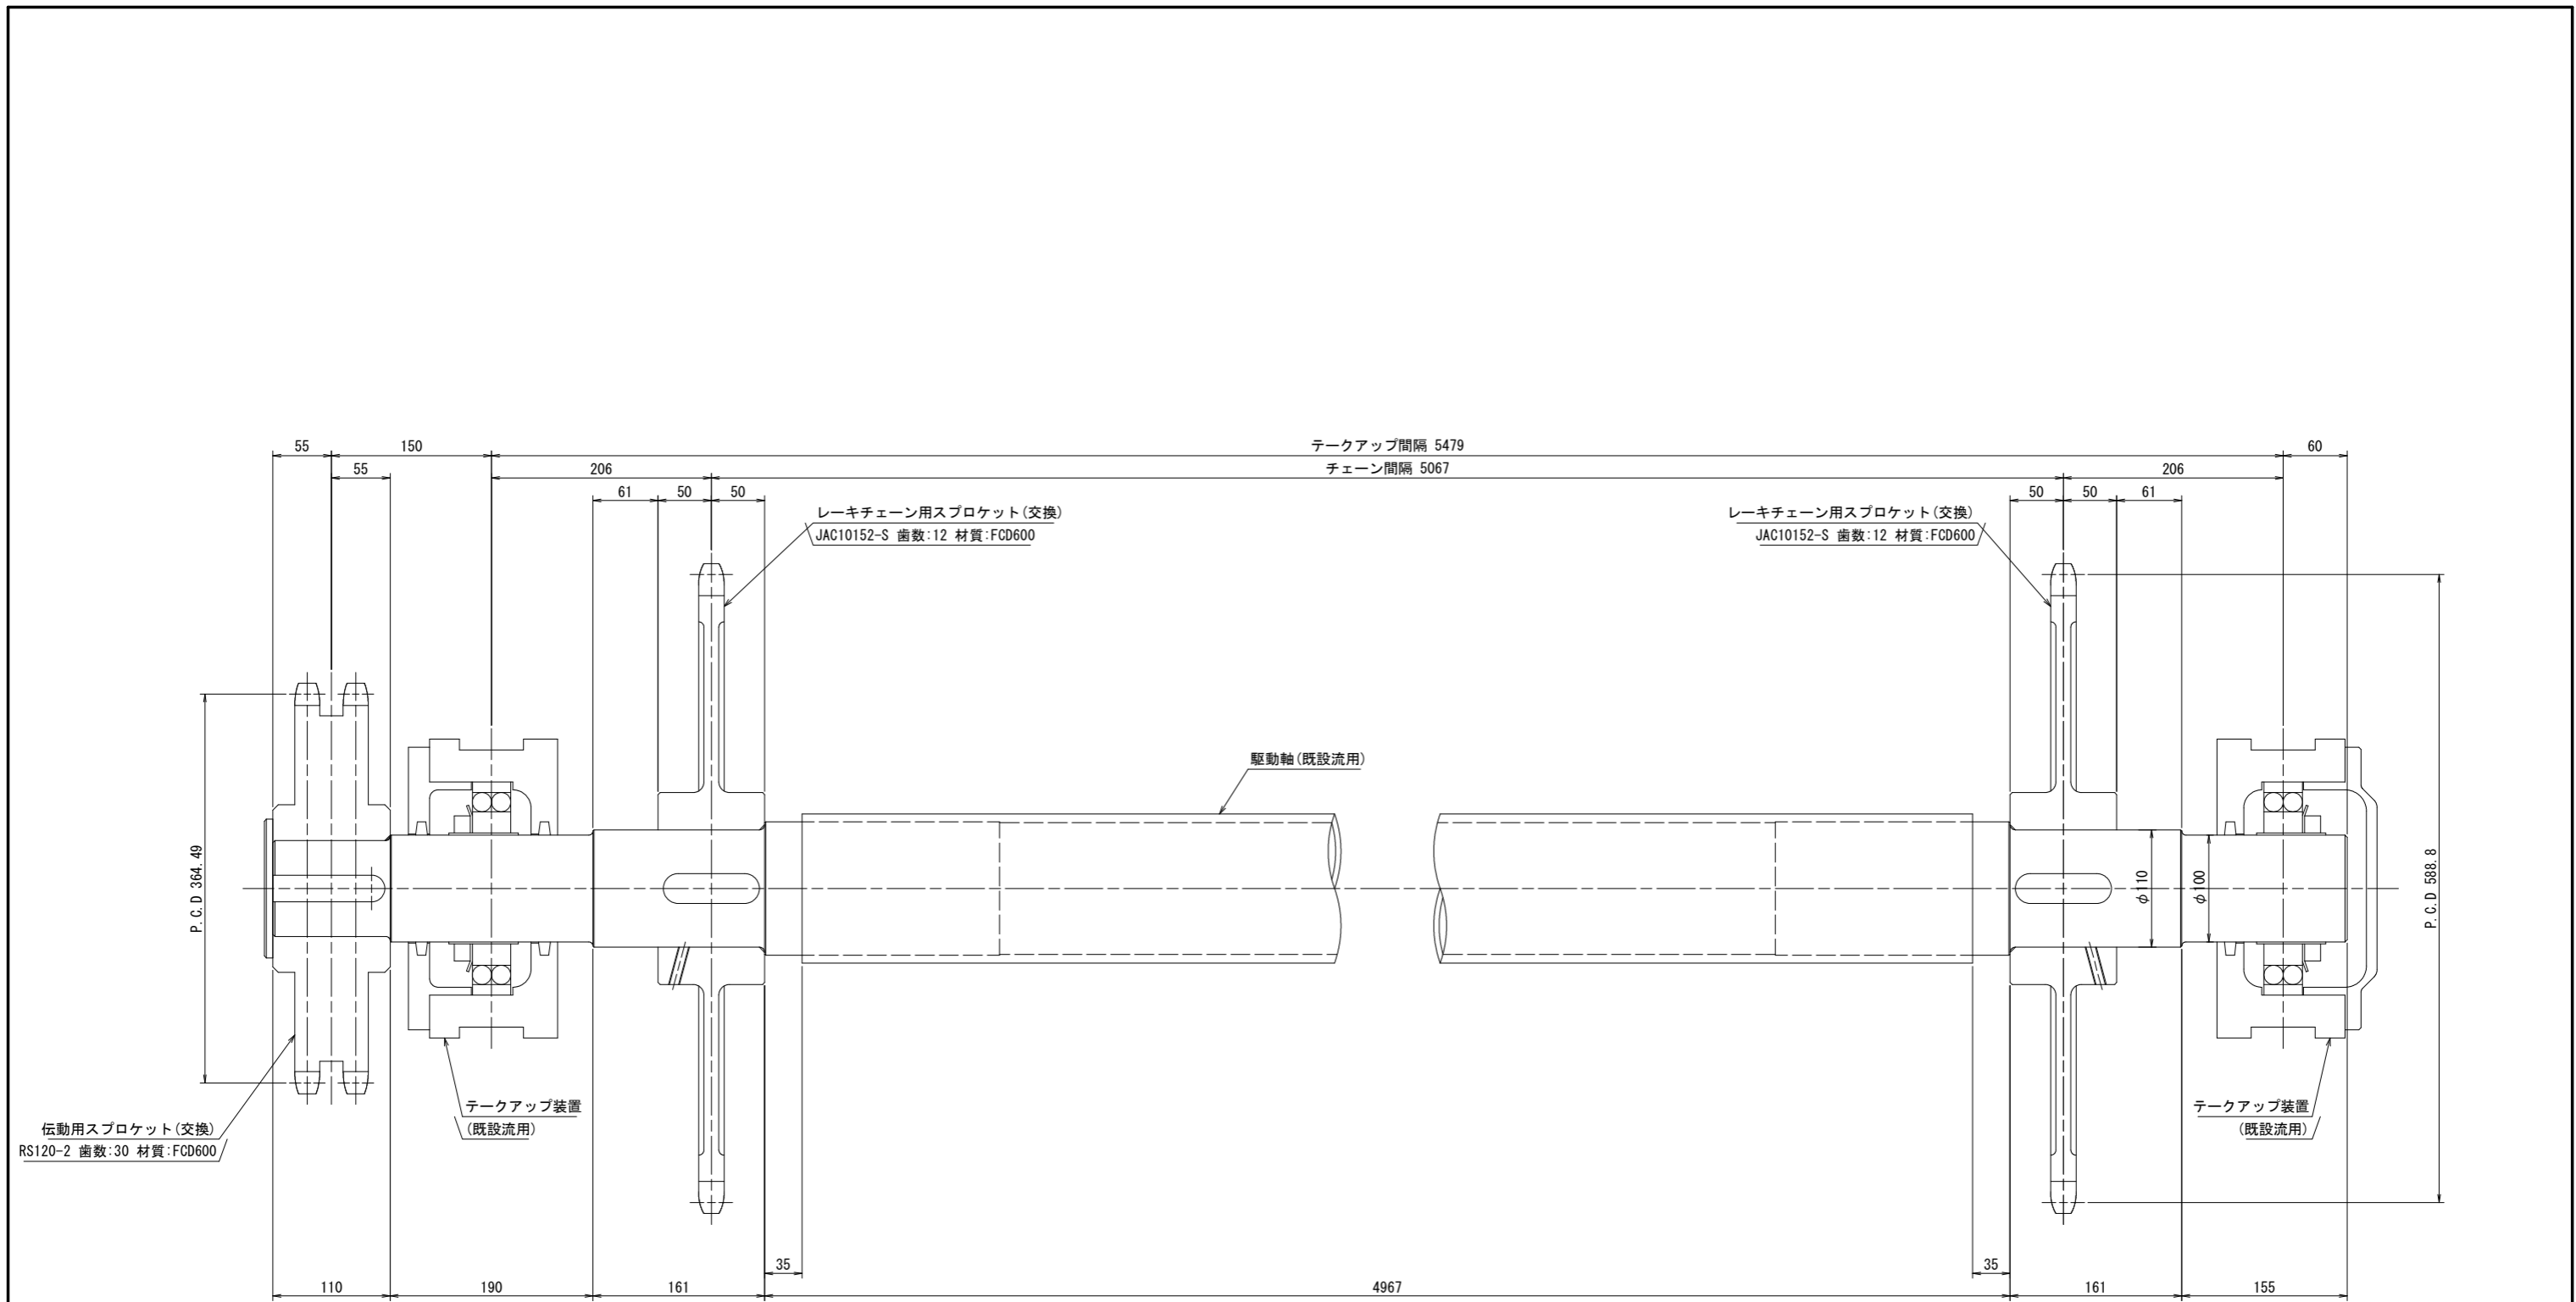 55
150
テークアップ間隔 5479
60
55
206
チェーン間隔 5067
206
61
50
50
50
50
61
レーキチェーン用スプロケット(交換)
JAC10152-S 歯数:12 材質:FCD600
レーキチェーン用スプロケット(交換)
JAC10152-S 歯数:12 材質:FCD600
駆動軸(既設流用)
P.C.D 364.49
φ110
φ100
P.C.D 588.8
テークアップ装置
(既設流用)
テークアップ装置
(既設流用)
伝動用スプロケット(交換)
RS120-2 歯数:30 材質:FCD600
35
35
110
190
161
4967
161
155